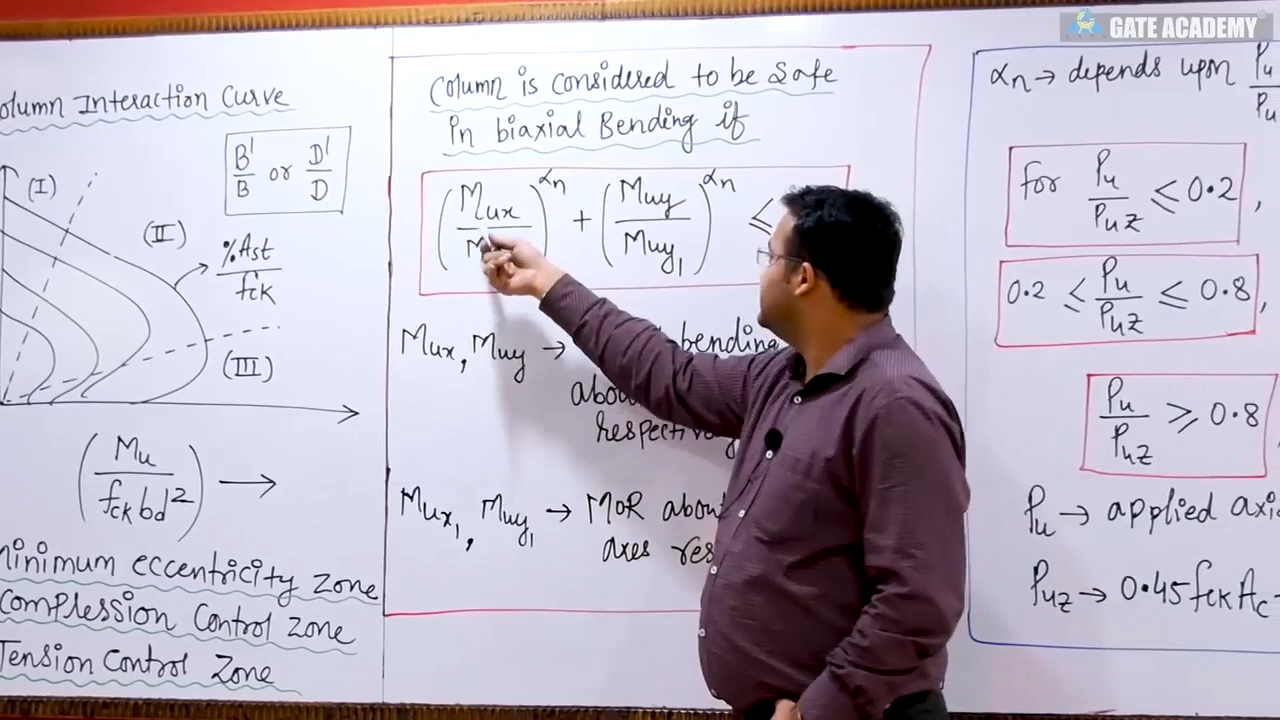 GATE ACADEMY
olumn Interaction Curve
B'/B or D'/D
(I)
(II)
%Ast/fck
(III)
(Mu/fck bd²) →
Minimum eccentricity Zone
Compression Control Zone
Tension Control Zone
Column is considered to be Safe
in biaxial Bending if
(Mux/M)^αn + (Muy/Muy₁)^αn ≤
Mux, Muy → bending
about
respectively
Mux₁, Muy₁ → MOR about
axes res
αn → depends upon Pu/Pu
for Pu/Puz ≤ 0.2,
0.2 ≤ Pu/Puz ≤ 0.8,
Pu/Puz ≥ 0.8
Pu → applied axi
Puz → 0.45 fck Ac